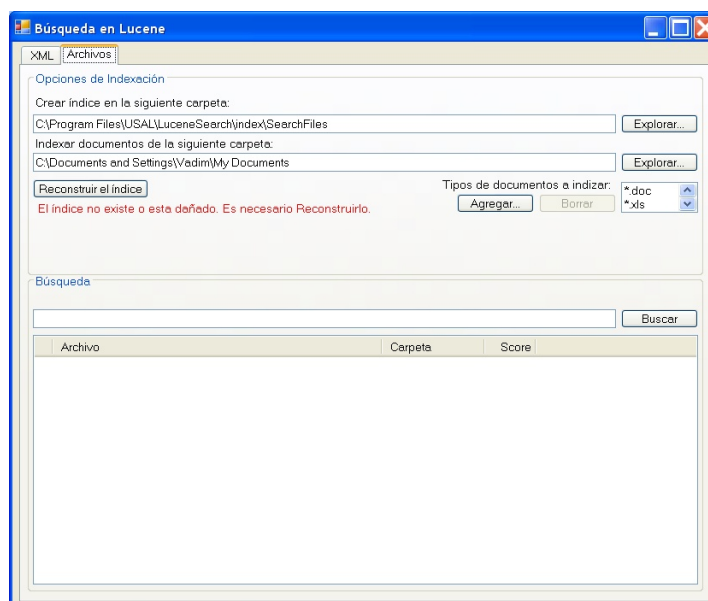 Búsqueda en Lucene
XML Archivos
Opciones de Indexación
Crear índice en la siguiente carpeta:
C:\Program Files\USAL\LuceneSearch\index\SearchFiles Explorar...
Indexar documentos de la siguiente carpeta:
C:\Documents and Settings\Vadim\My Documents Explorar...
Reconstruir el índice Tipos de documentos a indizar: *.doc
El índice no existe o esta dañado. Es necesario Reconstruirlo. Agregar... Borrar *.xls
Búsqueda
Buscar
Archivo Carpeta Score